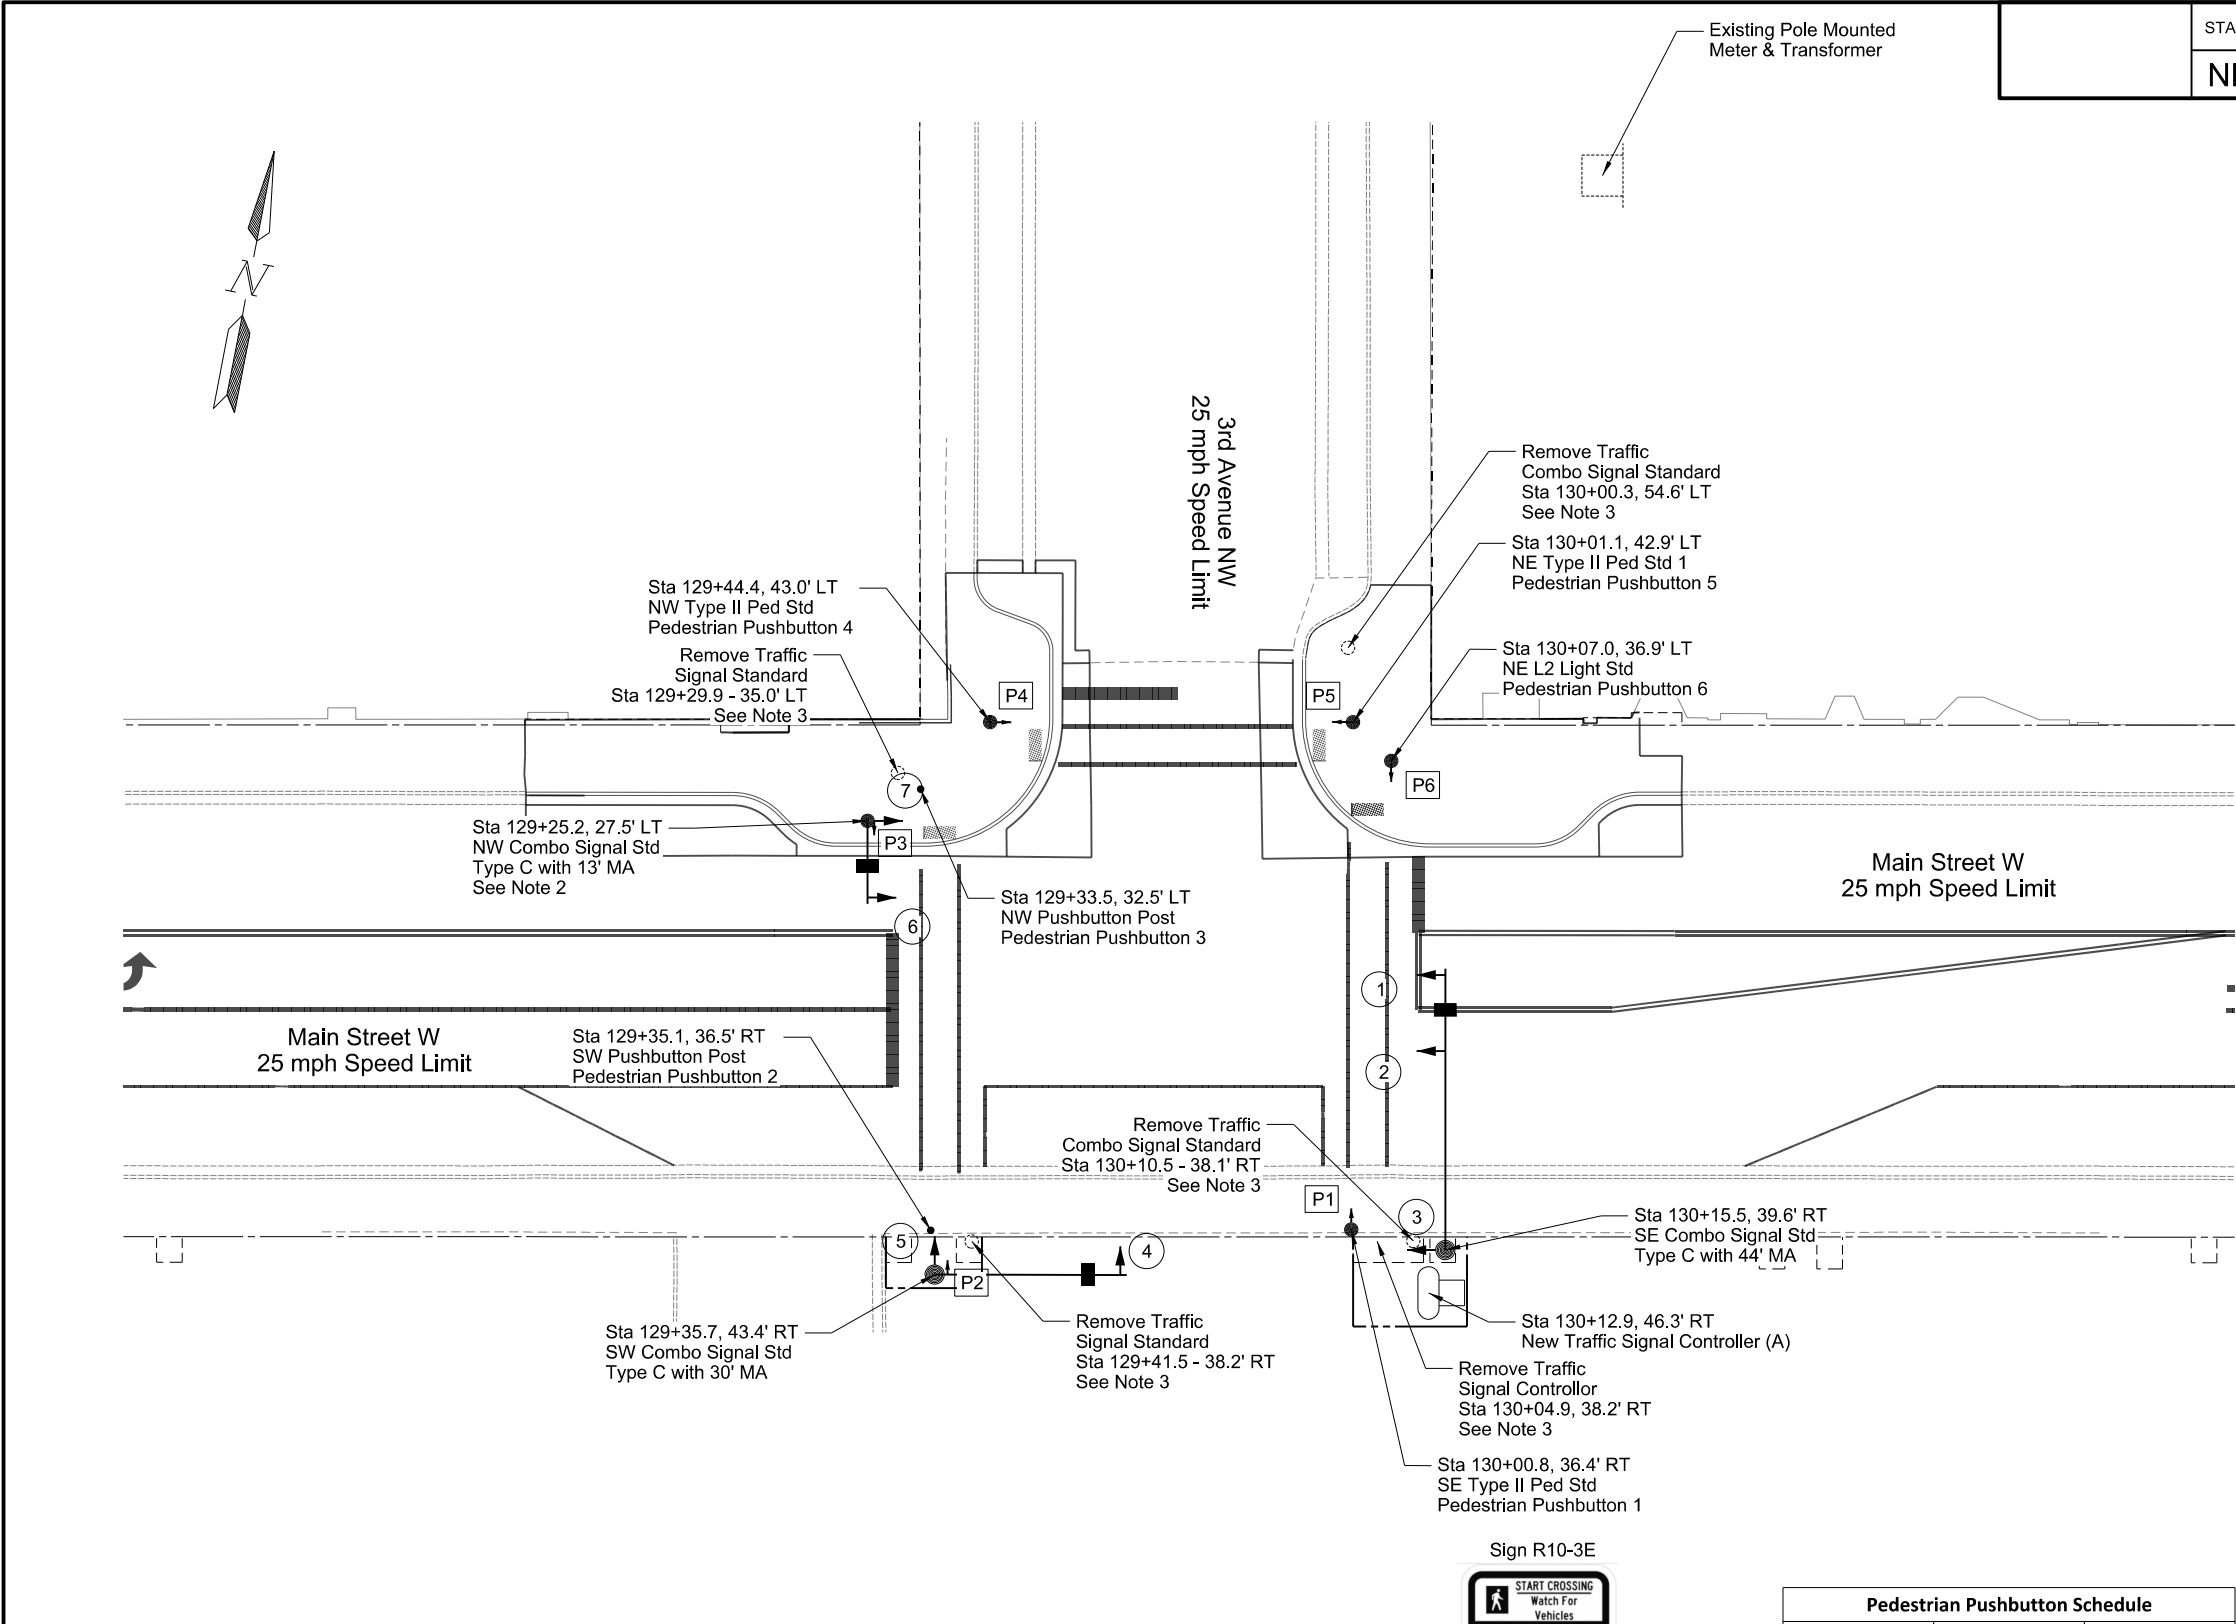 Existing Pole Mounted
Meter & Transformer
STA
N
3rd Avenue NW
25 mph Speed Limit
Remove Traffic
Combo Signal Standard
Sta 130+00.3, 54.6' LT
See Note 3
Sta 130+01.1, 42.9' LT
NE Type II Ped Std 1
Pedestrian Pushbutton 5
Sta 129+44.4, 43.0' LT
NW Type II Ped Std
Pedestrian Pushbutton 4
Remove Traffic
Signal Standard
Sta 129+29.9 - 35.0' LT
See Note 3
Sta 130+07.0, 36.9' LT
NE L2 Light Std
Pedestrian Pushbutton 6
P4
P5
P6
7
P3
Sta 129+25.2, 27.5' LT
NW Combo Signal Std
Type C with 13' MA
See Note 2
Main Street W
25 mph Speed Limit
Sta 129+33.5, 32.5' LT
NW Pushbutton Post
Pedestrian Pushbutton 3
6
1
2
Main Street W
25 mph Speed Limit
Sta 129+35.1, 36.5' RT
SW Pushbutton Post
Pedestrian Pushbutton 2
Remove Traffic
Combo Signal Standard
Sta 130+10.5 - 38.1' RT
See Note 3
P1
3
5
4
P2
Sta 130+15.5, 39.6' RT
SE Combo Signal Std
Type C with 44' MA
Sta 129+35.7, 43.4' RT
SW Combo Signal Std
Type C with 30' MA
Remove Traffic
Signal Standard
Sta 129+41.5 - 38.2' RT
See Note 3
Sta 130+12.9, 46.3' RT
New Traffic Signal Controller (A)
Remove Traffic
Signal Controllor
Sta 130+04.9, 38.2' RT
See Note 3
Sta 130+00.8, 36.4' RT
SE Type II Ped Std
Pedestrian Pushbutton 1
Sign R10-3E
START CROSSING
Watch For
Vehicles
Pedestrian Pushbutton Schedule